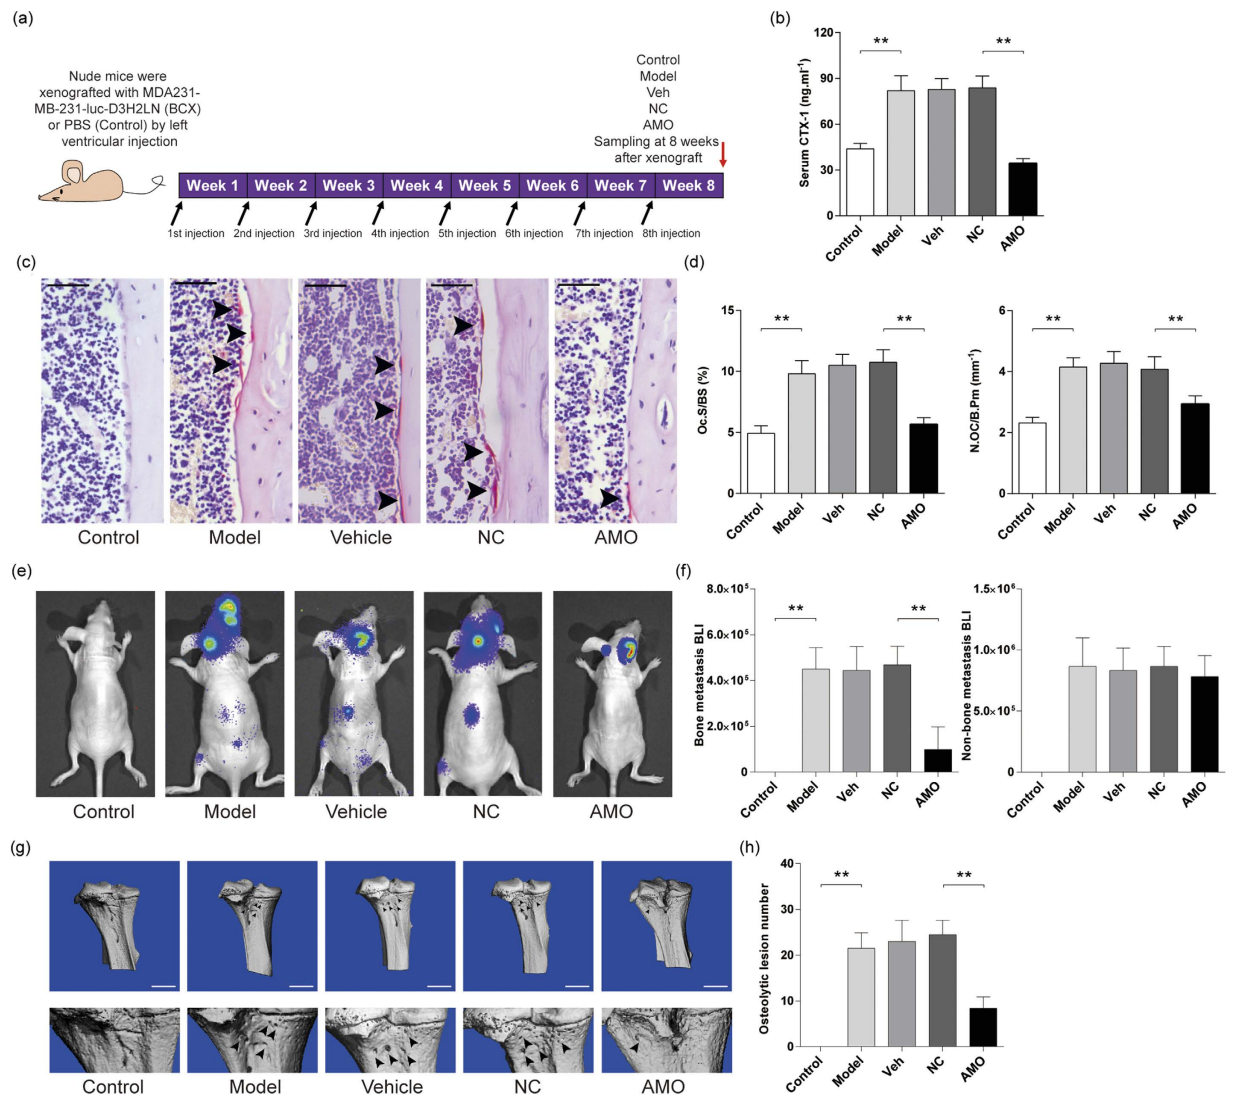 (a)
Nude mice were
xenografted with MDA231-
MB-231-luc-D3H2LN (BCX)
or PBS (Control) by left
ventricular injection
Control
Model
Veh
NC
AMO
Sampling at 8 weeks
after xenograft
Week 1 Week 2 Week 3 Week 4 Week 5 Week 6 Week 7 Week 8
1st injection 2nd injection 3rd injection 4th injection 5th injection 6th injection 7th injection 8th injection
(b)
Serum CTX-1 (ng.ml-1)
120
90
60
30
0
** **
Control Model Veh NC AMO
(c)
Control Model Vehicle NC AMO
(d)
Oc.S/BS (%)
15
10
5
0
** **
Control Model Veh NC AMO
N.OC/B.Pm (mm-1)
6
4
2
0
** **
Control Model Veh NC AMO
(e)
Control Model Vehicle NC AMO
(f)
Bone metastasis BLI
8.0×10⁵
6.0×10⁵
4.0×10⁵
2.0×10⁵
0
** **
Control Model Veh NC AMO
Non-bone metastasis BLI
1.5×10⁶
1.0×10⁶
5.0×10⁵
0
Control Model Veh NC AMO
(g)
Control Model Vehicle NC AMO
(h)
Osteolytic lesion number
40
30
20
10
0
** **
Control Model Veh NC AMO